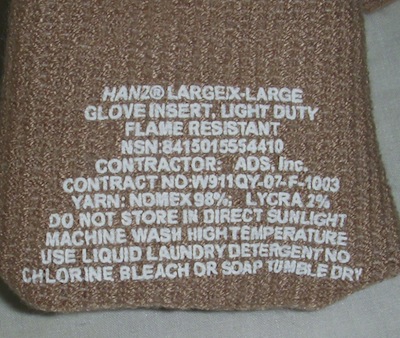 HAN2® LARGE/X-LARGE
GLOVE INSERT, LIGHT DUTY
FLAME RESISTANT
NSN: 8415015554410
CONTRACTOR: ADS, Inc.
CONTRACT NO: W911QY-07-F-1003
YARN: NOMEX 98%, LYCRA 2%
DO NOT STORE IN DIRECT SUNLIGHT
MACHINE WASH HIGH TEMPERATURE
USE LIQUID LAUNDRY DETERGENT NO
CHLORINE BLEACH OR SOAP TUMBLE DRY